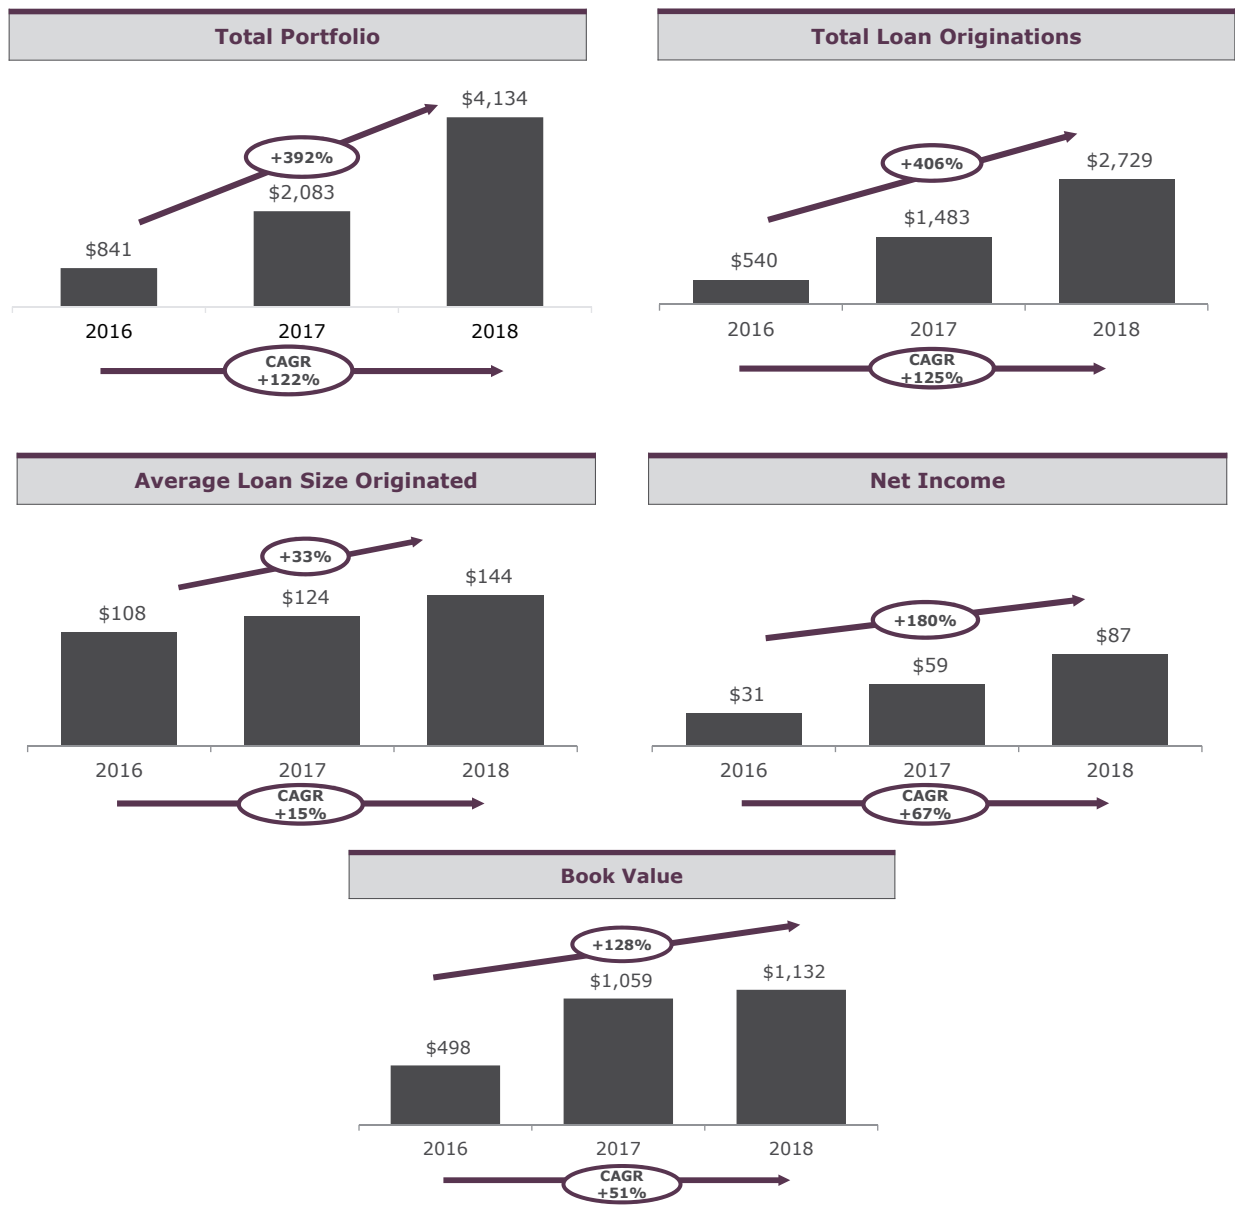 Total Portfolio
$4,134
+392%
$2,083
$841
2016 2017 2018
CAGR
+122%
Total Loan Originations
+406%
$2,729
$1,483
$540
2016 2017 2018
CAGR
+125%
Average Loan Size Originated
+33%
$144
$124
$108
2016 2017 2018
CAGR
+15%
Net Income
+180%
$87
$59
$31
2016 2017 2018
CAGR
+67%
Book Value
+128%
$1,132
$1,059
$498
2016 2017 2018
CAGR
+51%